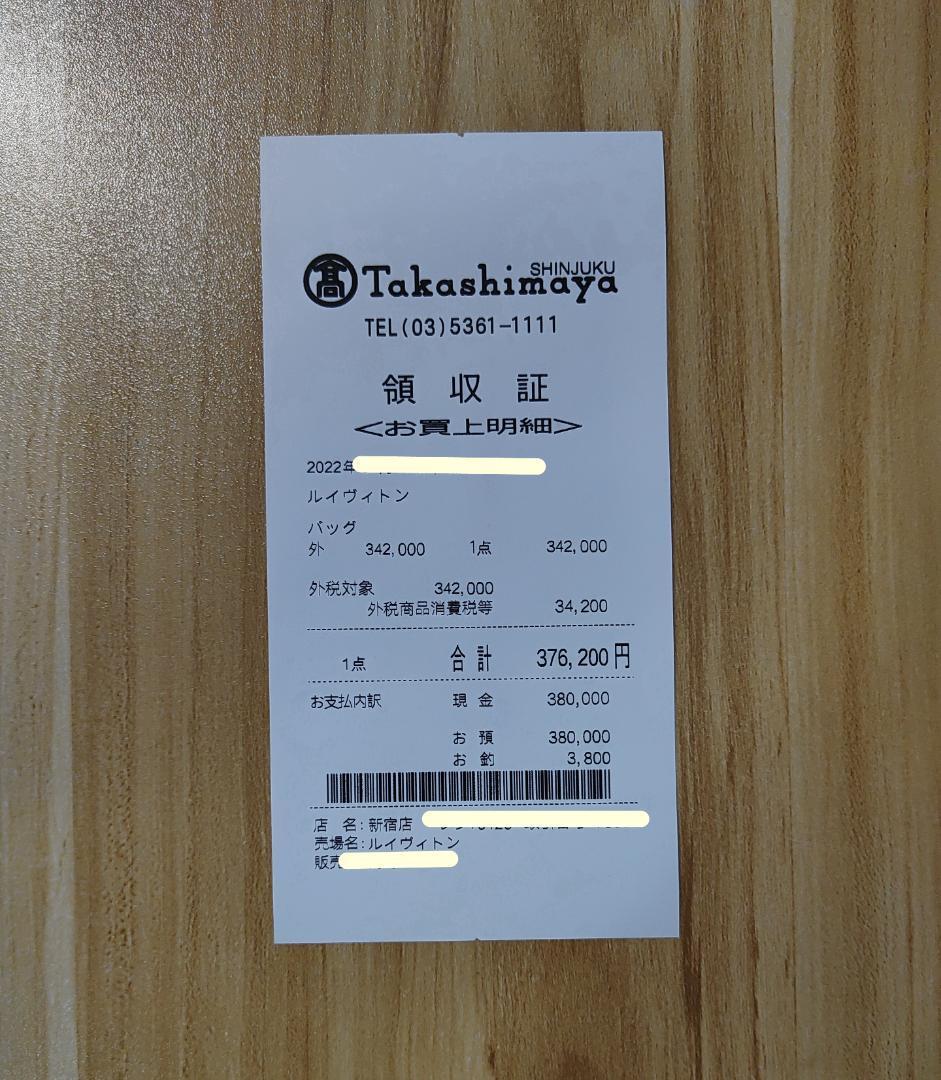 髙 Takashimaya SHINJUKU
TEL(03)5361-1111
領 収 証
<お買上明細>
2022年
ルイヴィトン
バッグ
外 342,000 1点 342,000
外税対象 342,000
外税商品消費税等 34,200
1点 合 計 376,200円
お支払内訳 現 金 380,000
お 預 380,000
お 釣 3,800
店 名:新宿店
売場名:ルイヴィトン
販売